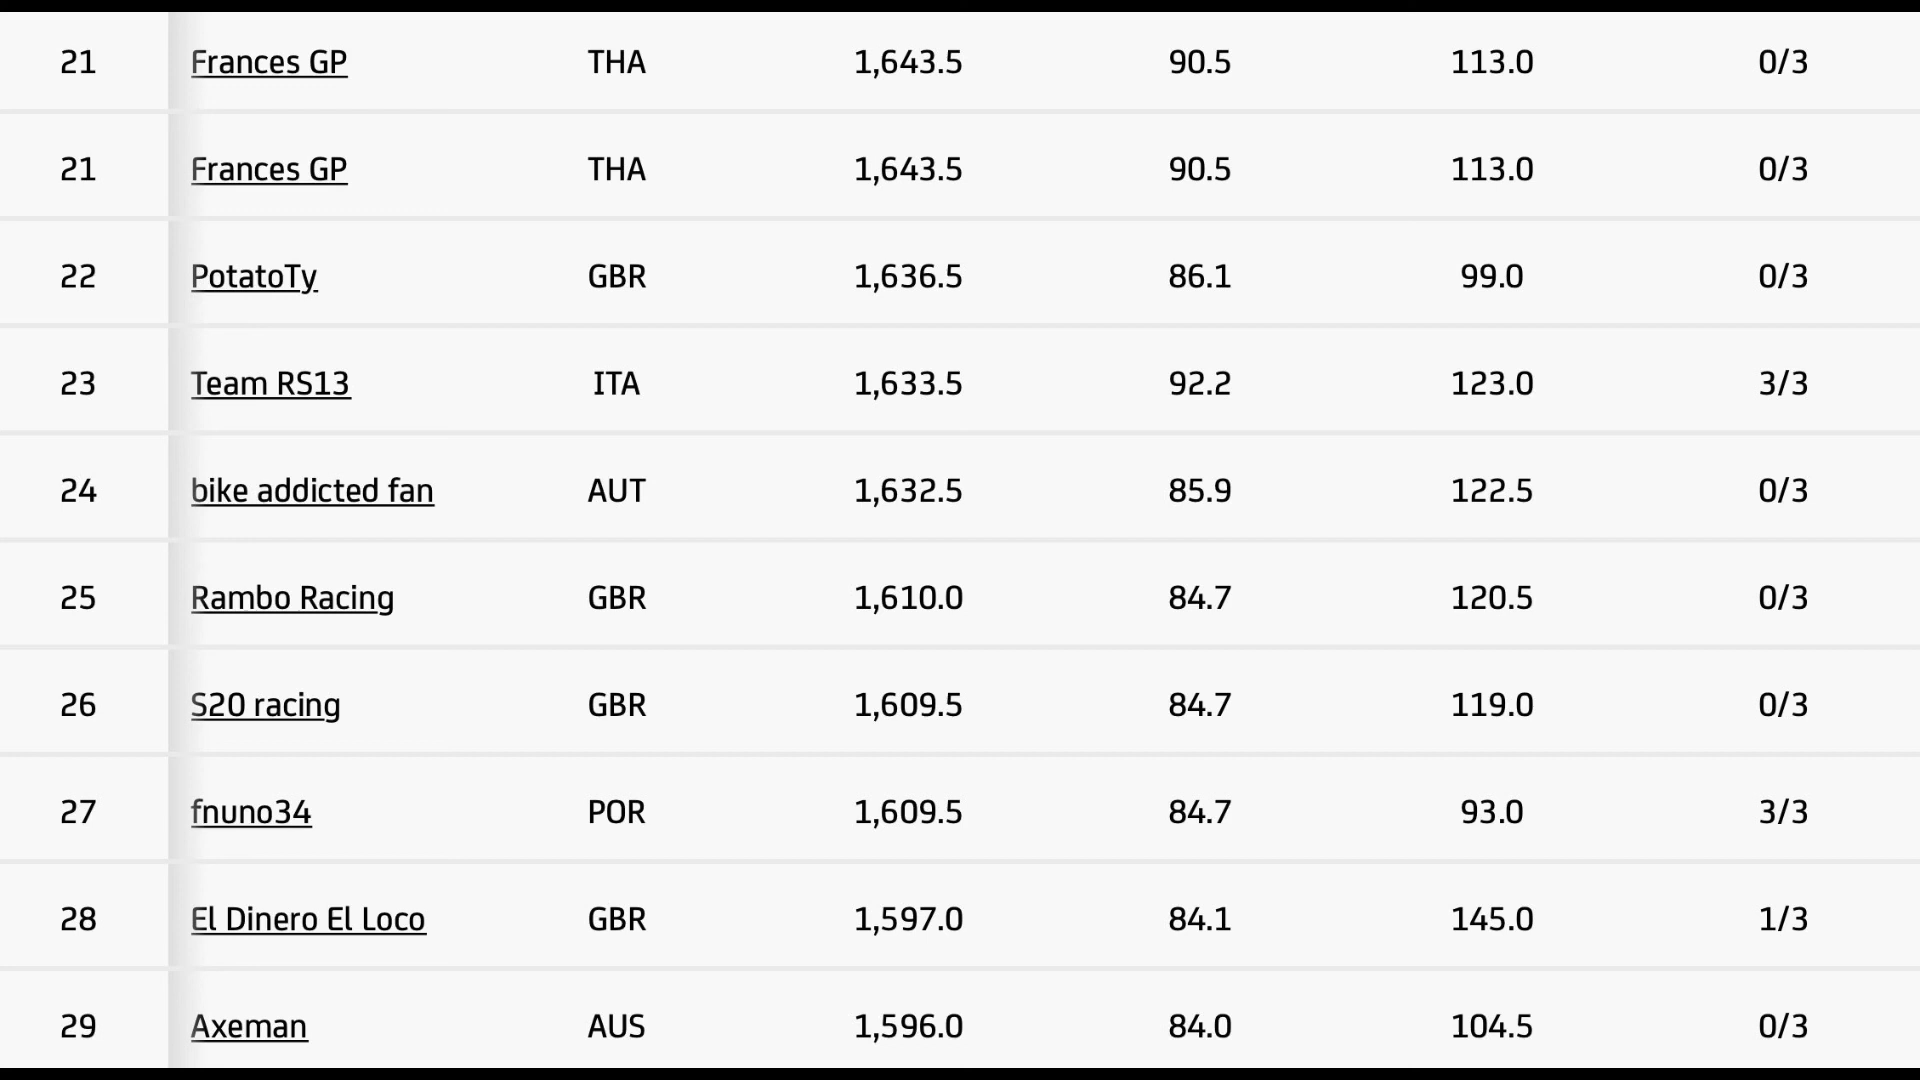 21 Frances GP THA 1,643.5 90.5 113.0 0/3
21 Frances GP THA 1,643.5 90.5 113.0 0/3
22 PotatoTy GBR 1,636.5 86.1 99.0 0/3
23 Team RS13 ITA 1,633.5 92.2 123.0 3/3
24 bike addicted fan AUT 1,632.5 85.9 122.5 0/3
25 Rambo Racing GBR 1,610.0 84.7 120.5 0/3
26 S20 racing GBR 1,609.5 84.7 119.0 0/3
27 fnuno34 POR 1,609.5 84.7 93.0 3/3
28 El Dinero El Loco GBR 1,597.0 84.1 145.0 1/3
29 Axeman AUS 1,596.0 84.0 104.5 0/3